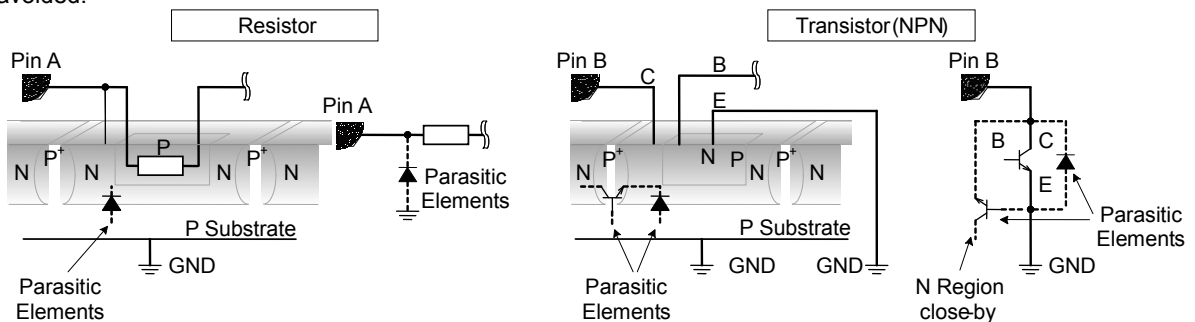 avoided.
Resistor
Transistor (NPN)
Pin A
Pin A
Pin B
C
B
E
Pin B
N
P+
N
P
P+
N
N
Parasitic
Elements
P Substrate
GND
Parasitic
Elements
N
P+
N
P
P+
N
N
P Substrate
GND
GND
Parasitic
Elements
B
C
E
Parasitic
Elements
GND
N Region
close-by